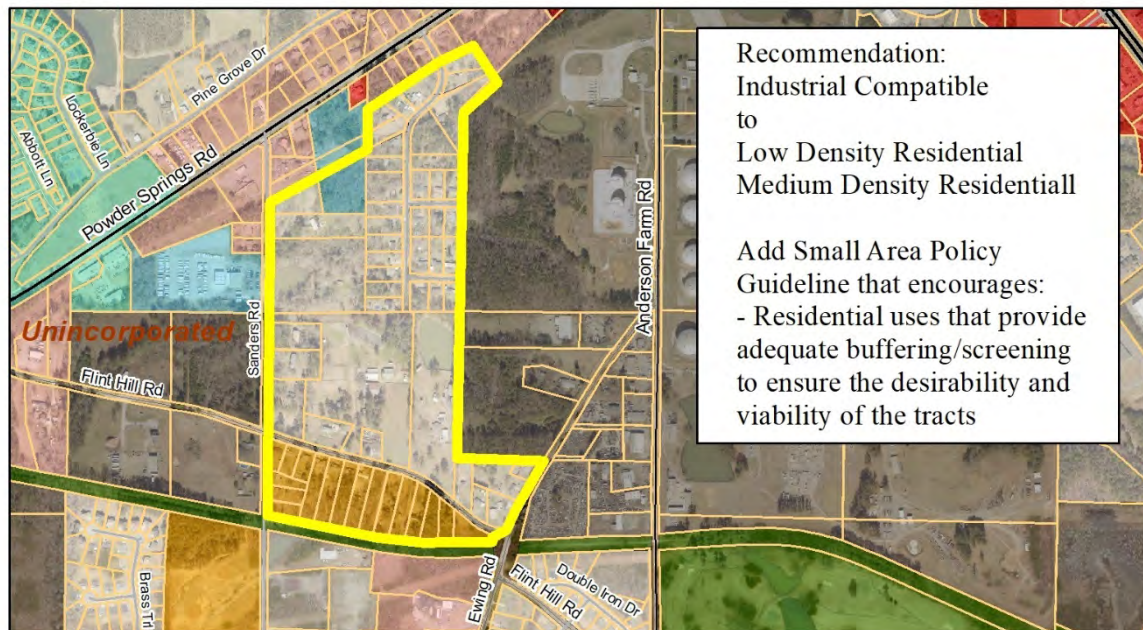 Pine Grove Dr
Lockerbie Ln
Abbott Ln
Powder Springs Rd
Unincorporated
Sanders Rd
Flint Hill Rd
Anderson Farm Rd
Brass Trl
Ewing Rd
Flint Hill Rd
Double Iron Dr
Recommendation:
Industrial Compatible
to
Low Density Residential
Medium Density Residentiall
Add Small Area Policy
Guideline that encourages:
- Residential uses that provide
adequate buffering/screening
to ensure the desirability and
viability of the tracts